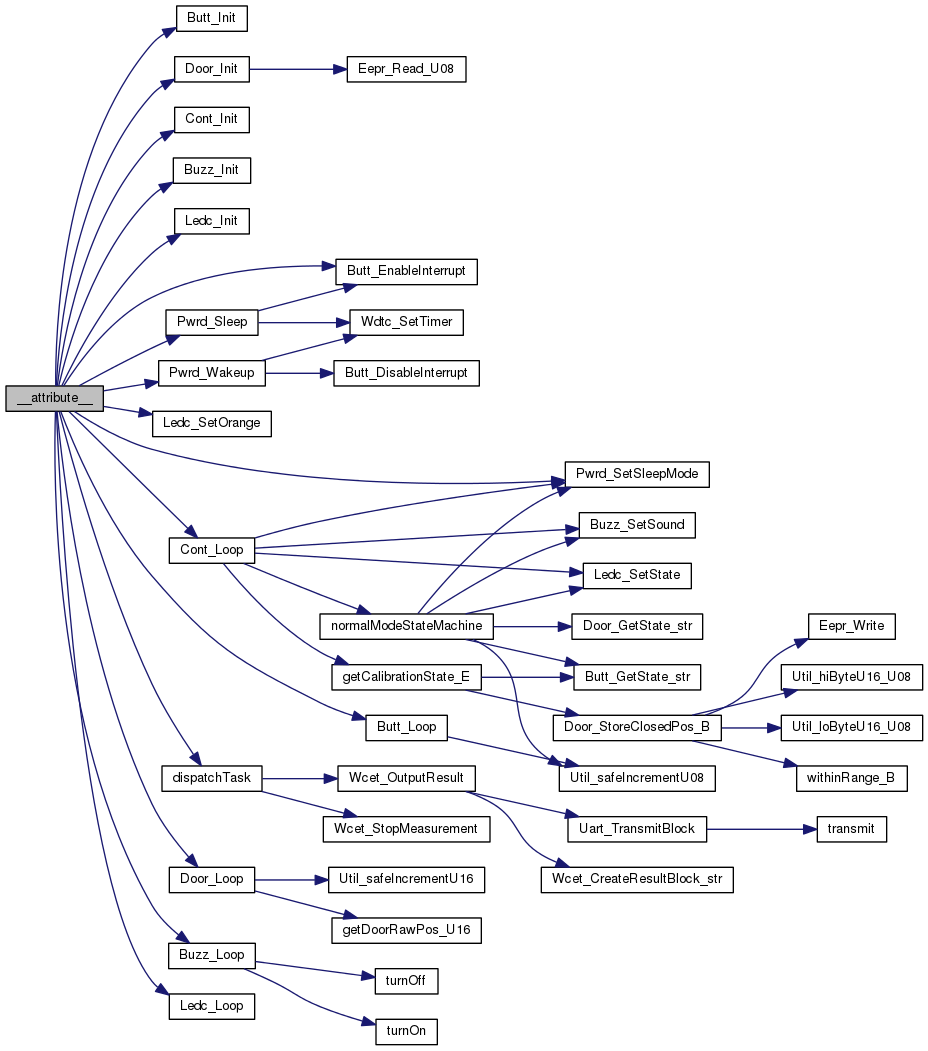 Butt_Init
Door_Init
Eepr_Read_U08
Cont_Init
Buzz_Init
Ledc_Init
Butt_EnableInterrupt
Pwrd_Sleep
Wdtc_SetTimer
Pwrd_Wakeup
Butt_DisableInterrupt
__attribute__
Ledc_SetOrange
Pwrd_SetSleepMode
Buzz_SetSound
Cont_Loop
Ledc_SetState
normalModeStateMachine
Door_GetState_str
Eepr_Write
getCalibrationState_E
Butt_GetState_str
Util_hiByteU16_U08
Butt_Loop
Door_StoreClosedPos_B
Util_loByteU16_U08
dispatchTask
Wcet_OutputResult
Util_safeIncrementU08
withinRange_B
Wcet_StopMeasurement
Uart_TransmitBlock
transmit
Door_Loop
Util_safeIncrementU16
Wcet_CreateResultBlock_str
getDoorRawPos_U16
Buzz_Loop
turnOff
Ledc_Loop
turnOn